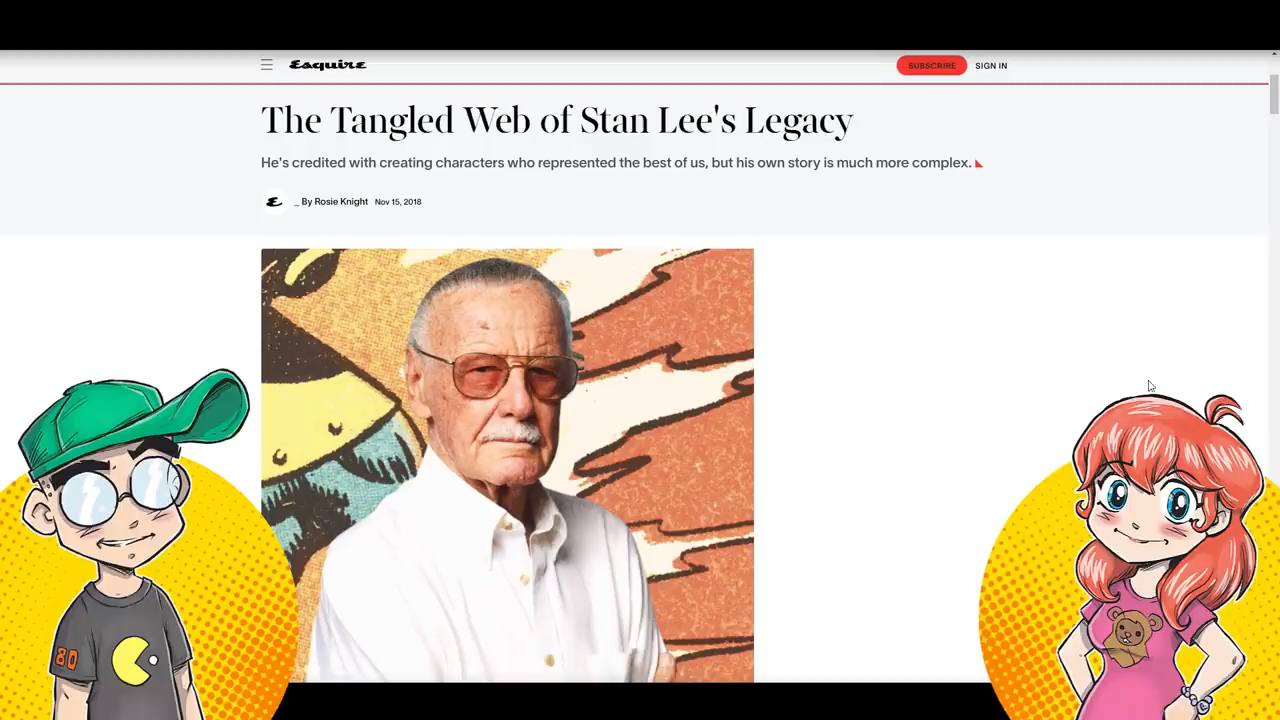 Esquire
SUBSCRIBE
SIGN IN
The Tangled Web of Stan Lee's Legacy
He's credited with creating characters who represented the best of us, but his own story is much more complex.
By Rosie Knight Nov 15, 2018
80